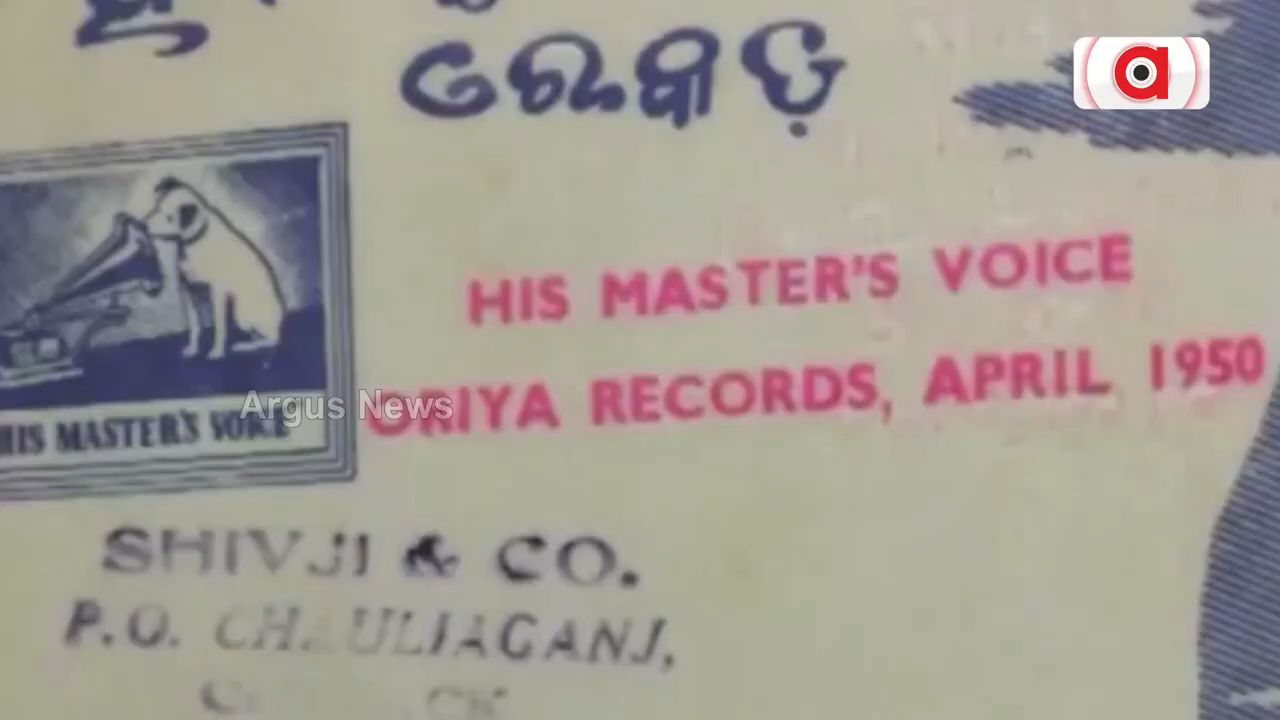 ରେକର୍ଡ଼
HIS MASTER'S VOICE
ORIYA RECORDS, APRIL 1950
HIS MASTER'S VOICE
Argus News
SHIVJI & CO.
P.O. CHAULIAGANJ,